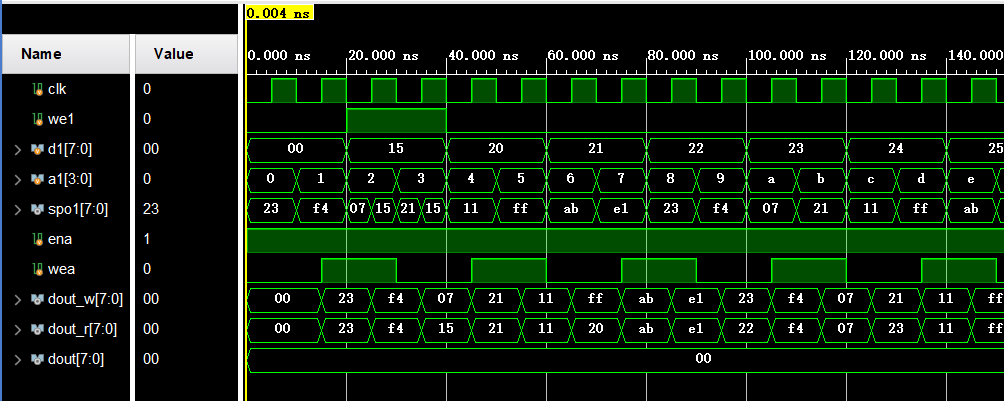 0.004 ns
Name Value
0.000 ns 20.000 ns 40.000 ns 60.000 ns 80.000 ns 100.000 ns 120.000 ns 140.000
clk 0
we1 0
d1[7:0] 00 00 15 20 21 22 23 24 25
a1[3:0] 0 0 1 2 3 4 5 6 7 8 9 a b c d e
spo1[7:0] 23 23 f4 07 15 21 15 11 ff ab e1 23 f4 07 21 11 ff ab
ena 1
wea 0
dout_w[7:0] 00 00 23 f4 07 21 11 ff ab e1 23 f4 07 21 11 ff
dout_r[7:0] 00 00 23 f4 15 21 11 20 ab e1 22 f4 07 23 11 ff
dout[7:0] 00 00